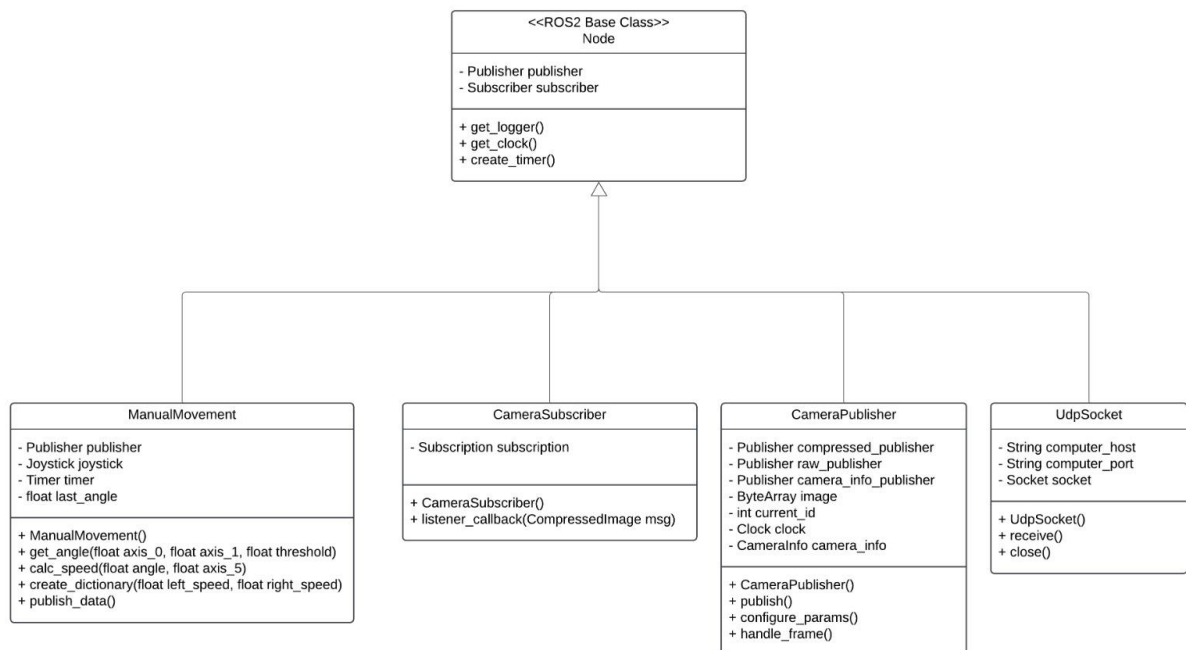 <<ROS2 Base Class>>
Node
- Publisher publisher
- Subscriber subscriber
+ get_logger()
+ get_clock()
+ create_timer()
ManualMovement
- Publisher publisher
- Joystick joystick
- Timer timer
- float last_angle
+ ManualMovement()
+ get_angle(float axis_0, float axis_1, float threshold)
+ calc_speed(float angle, float axis_5)
+ create_dictionary(float left_speed, float right_speed)
+ publish_data()
CameraSubscriber
- Subscription subscription
+ CameraSubscriber()
+ listener_callback(CompressedImage msg)
CameraPublisher
- Publisher compressed_publisher
- Publisher raw_publisher
- Publisher camera_info_publisher
- ByteArray image
- int current_id
- Clock clock
- CameraInfo camera_info
+ CameraPublisher()
+ publish()
+ configure_params()
+ handle_frame()
UdpSocket
- String computer_host
- String computer_port
- Socket socket
+ UdpSocket()
+ receive()
+ close()